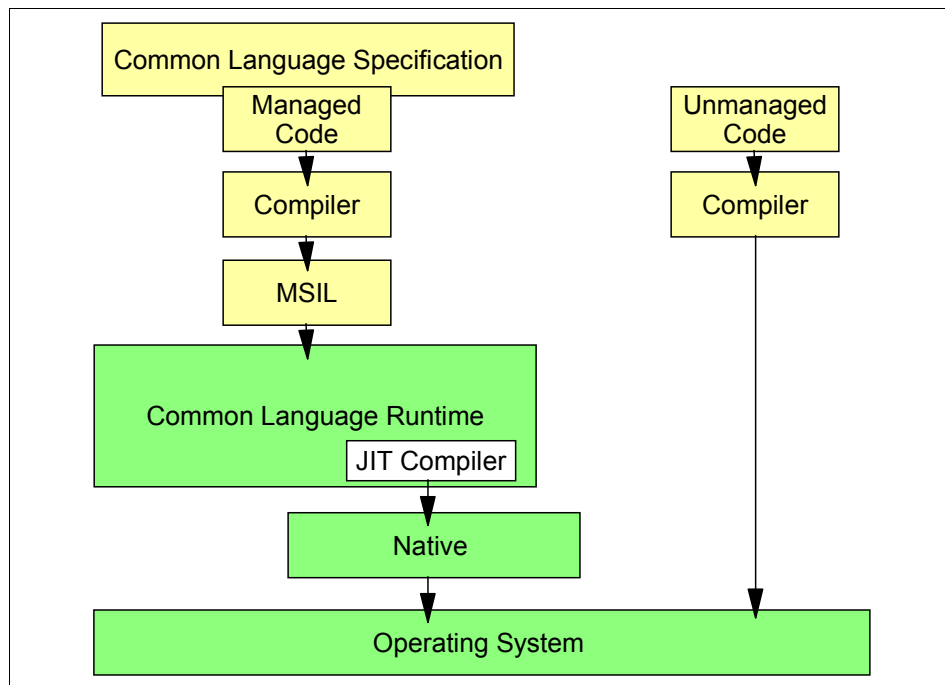 Common Language Specification
Managed
Code
Unmanaged
Code
Compiler
Compiler
MSIL
Common Language Runtime
JIT Compiler
Native
Operating System